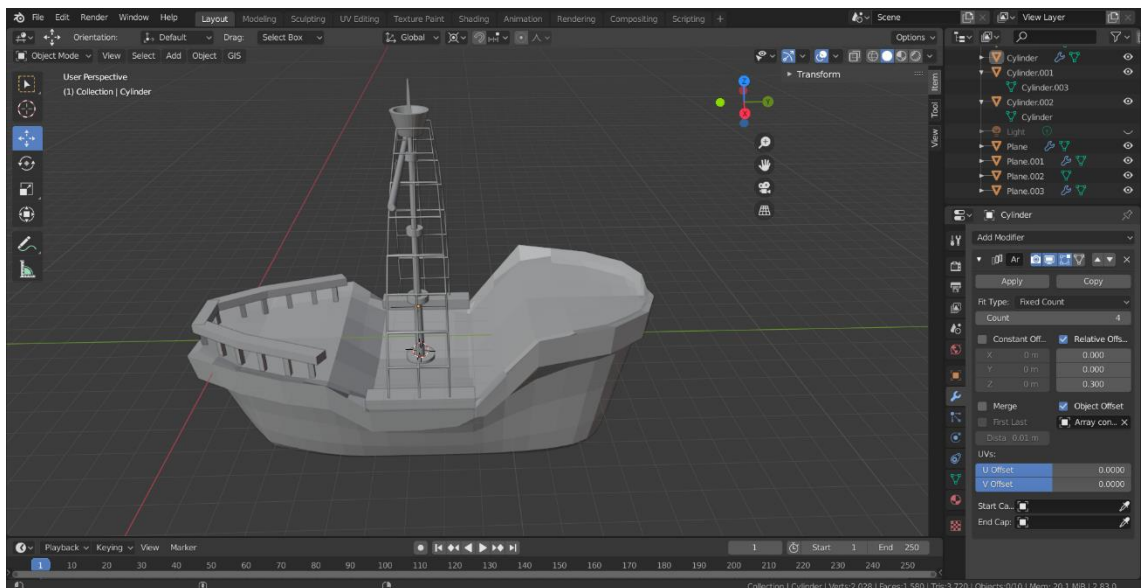 File Edit Render Window Help Layout Modeling Sculpting UV Editing Texture Paint Shading Animation Rendering Compositing Scripting + Scene View Layer
Orientation: Default Drag: Select Box Global Options
Object Mode View Select Add Object GIS
User Perspective
(1) Collection | Cylinder
Transform
Item
Tool
View
Z
Y
X
Cylinder
Cylinder.001
Cylinder.003
Cylinder.002
Cylinder
Light
Plane
Plane.001
Plane.002
Plane.003
Cylinder
Add Modifier
Ar
Apply Copy
Fit Type: Fixed Count
Count 4
Constant Off... Relative Offs...
X 0 m 0.000
Y 0 m 0.000
Z 0 m 0.300
Merge Object Offset
First Last Array con...
Dista 0.01 m
UVs:
U Offset 0.0000
V Offset 0.0000
Start Ca...
End Cap:
Playback Keying View Marker 1 Start 1 End 250
1 10 20 30 40 50 60 70 80 90 100 110 120 130 140 150 160 170 180 190 200 210 220 230 240 250
Collection | Cylinder | Verts:2,028 | Faces:1,580 | Tris:3,720 | Objects:0/10 | Mem: 20.1 MiB | 2.83.0